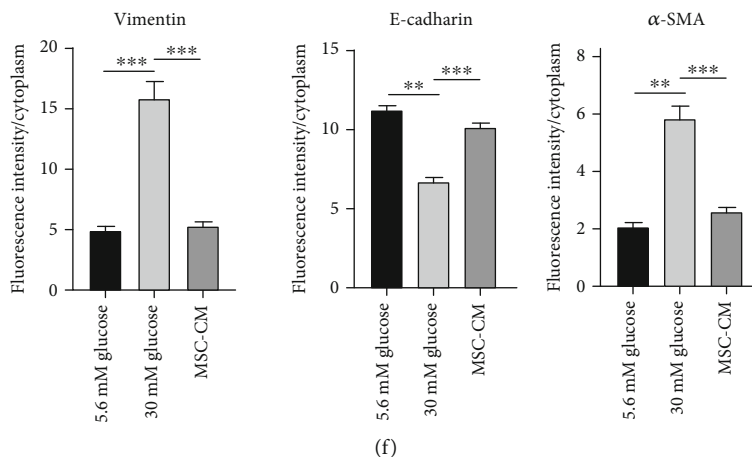 Vimentin
Fluorescence intensity/cytoplasm
20
15
10
5
0
***
***
5.6 mM glucose
30 mM glucose
MSC-CM
E-cadharin
Fluorescence intensity/cytoplasm
15
10
5
0
**
***
5.6 mM glucose
30 mM glucose
MSC-CM
α-SMA
Fluorescence intensity/cytoplasm
8
6
4
2
0
**
***
5.6 mM glucose
30 mM glucose
MSC-CM
(f)